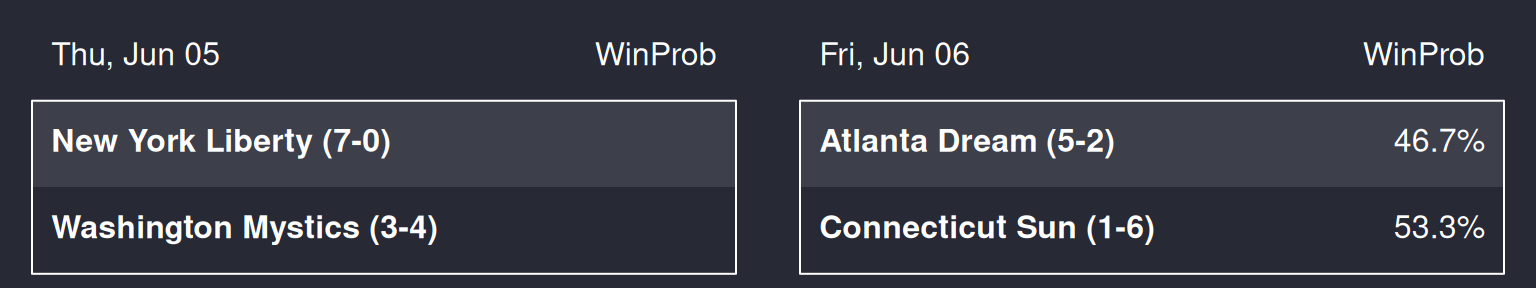 Thu, Jun 05 WinProb
New York Liberty (7-0)
Washington Mystics (3-4)
Fri, Jun 06 WinProb
Atlanta Dream (5-2) 46.7%
Connecticut Sun (1-6) 53.3%